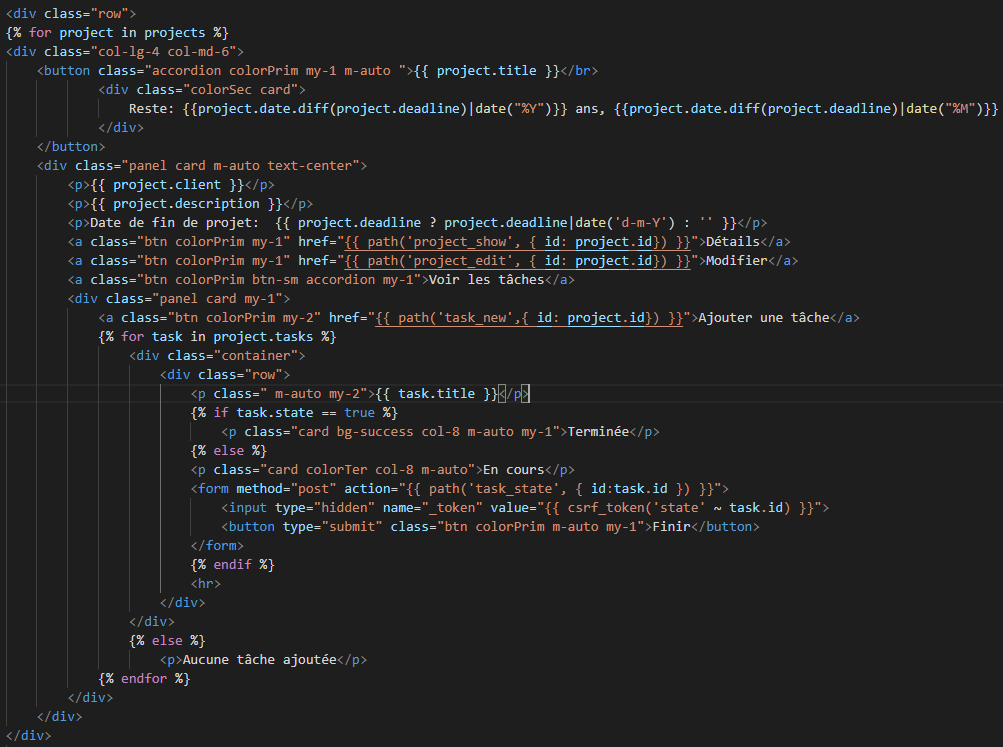 <div class="row">
{% for project in projects %}
<div class="col-lg-4 col-md-6">
<button class="accordion colorPrim my-1 m-auto ">{{ project.title }}</br>
<div class="colorSec card">
Reste: {{project.date.diff(project.deadline)|date("%Y")}} ans, {{project.date.diff(project.deadline)|date("%M")}}
</div>
</button>
<div class="panel card m-auto text-center">
<p>{{ project.client }}</p>
<p>{{ project.description }}</p>
<p>Date de fin de projet:  {{ project.deadline ? project.deadline|date('d-m-Y') : '' }}</p>
<a class="btn colorPrim my-1" href="{{ path('project_show', { id: project.id}) }}">Détails</a>
<a class="btn colorPrim my-1" href="{{ path('project_edit', { id: project.id}) }}">Modifier</a>
<a class="btn colorPrim btn-sm accordion my-1">Voir les tâches</a>
<div class="panel card my-1">
<a class="btn colorPrim my-2" href="{{ path('task_new',{ id: project.id}) }}">Ajouter une tâche</a>
{% for task in project.tasks %}
<div class="container">
<div class="row">
<p class=" m-auto my-2">{{ task.title }}</p>
{% if task.state == true %}
<p class="card bg-success col-8 m-auto my-1">Terminée</p>
{% else %}
<p class="card colorTer col-8 m-auto">En cours</p>
<form method="post" action="{{ path('task_state', { id:task.id }) }}">
<input type="hidden" name="_token" value="{{ csrf_token('state' ~ task.id) }}">
<button type="submit" class="btn colorPrim m-auto my-1">Finir</button>
</form>
{% endif %}
<hr>
</div>
</div>
{% else %}
<p>Aucune tâche ajoutée</p>
{% endfor %}
</div>
</div>
</div>